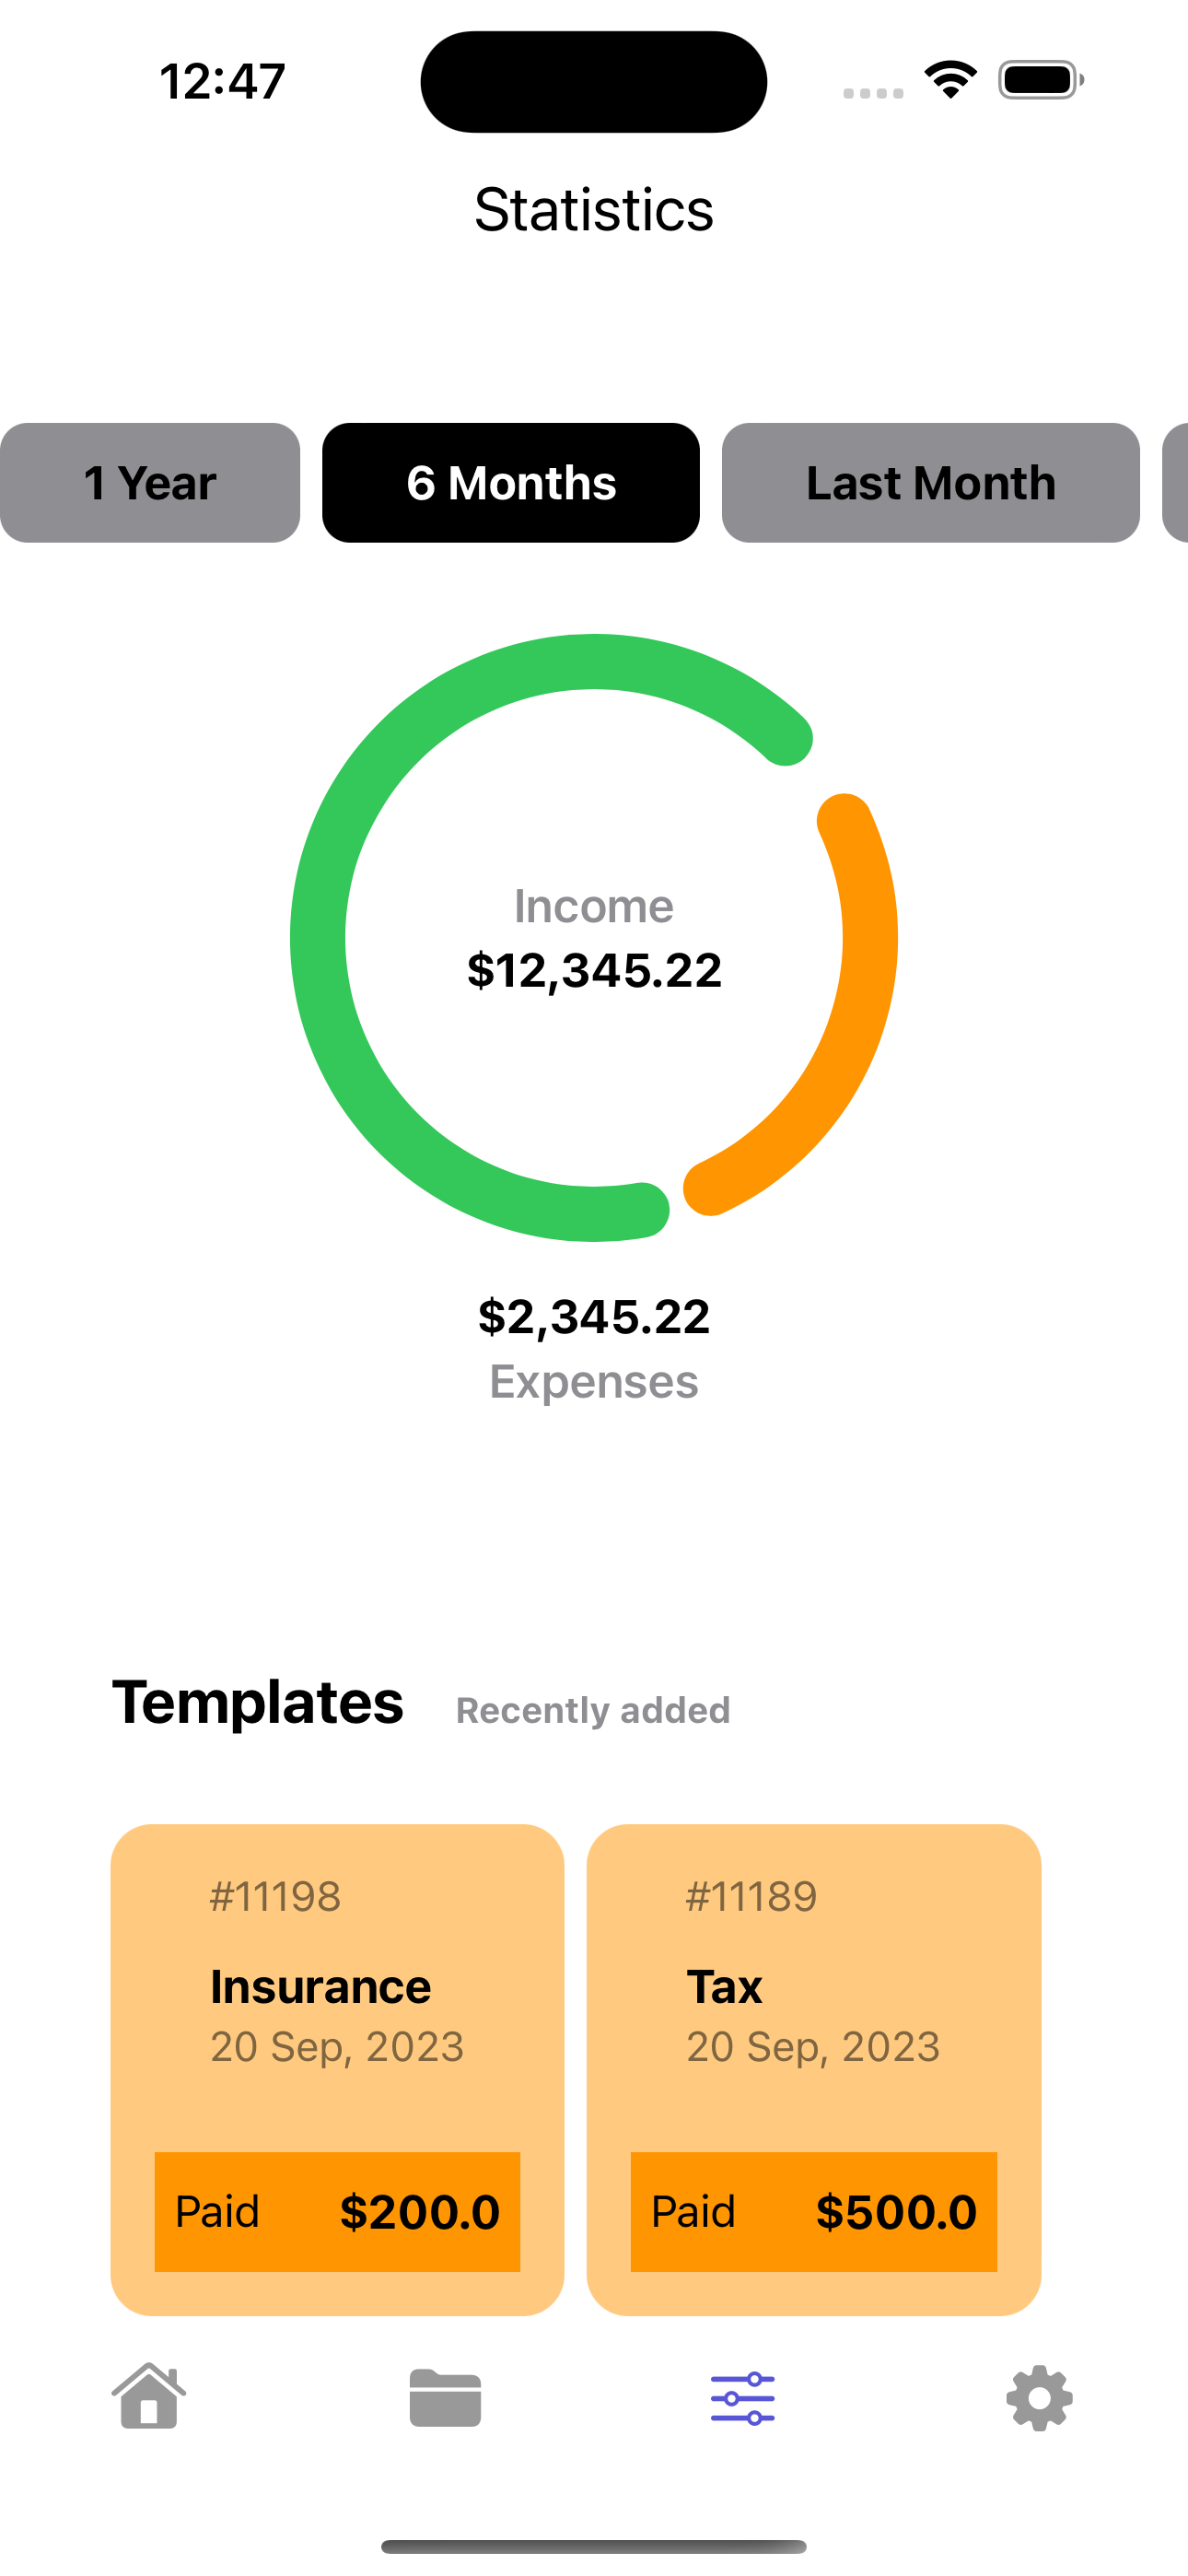 12:47
Statistics
1 Year
6 Months
Last Month
Income
$12,345.22
$2,345.22
Expenses
Templates Recently added
#11198
Insurance
20 Sep, 2023
Paid $200.0
#11189
Tax
20 Sep, 2023
Paid $500.0